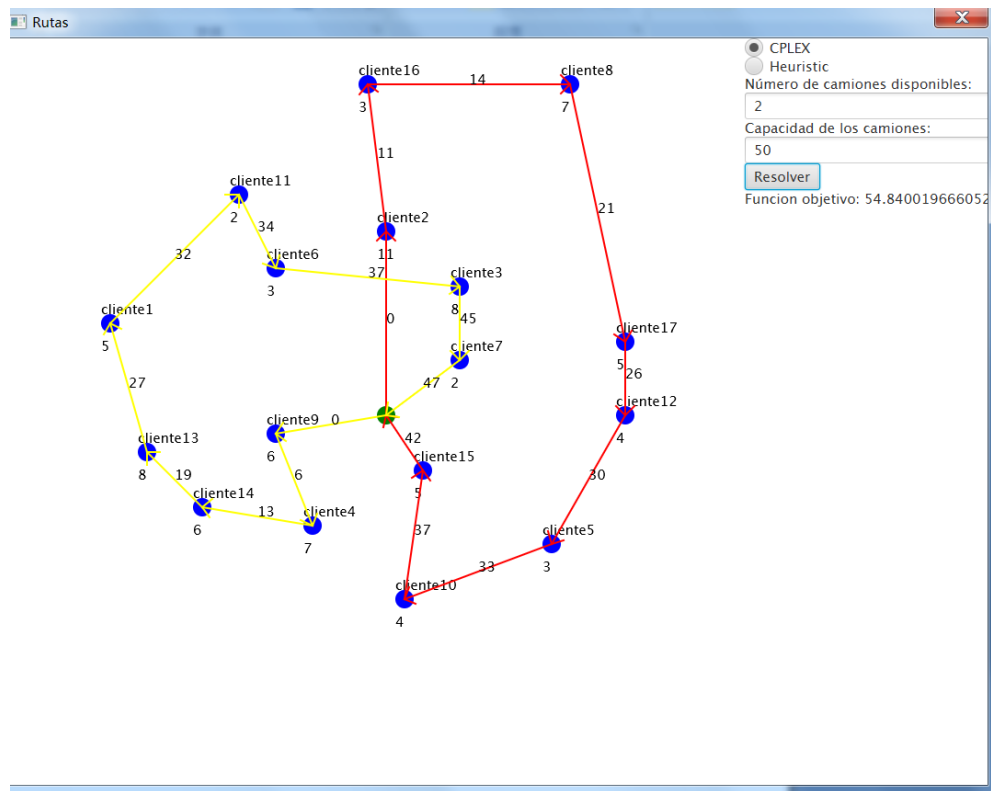 Rutas
CPLEX
Heuristic
Número de camiones disponibles:
2
Capacidad de los camiones:
50
Resolver
Funcion objetivo: 54.840019666052
cliente16
3
14
cliente8
7
11
21
cliente11
2
34
cliente2
11
32
cliente6
3
37
cliente3
8
45
cliente1
5
0
cliente17
5
26
cliente7
2
47
27
cliente9
6
0
cliente12
4
42
cliente13
8
19
6
cliente15
5
30
cliente14
6
13
cliente4
7
37
cliente5
3
33
cliente10
4